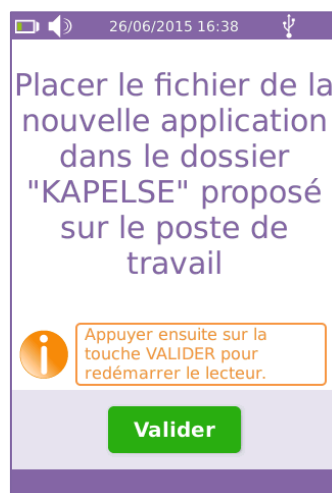 26/06/2015 16:38
Placer le fichier de la
nouvelle application
dans le dossier
"KAPELSE" proposé
sur le poste de
travail
Appuyer ensuite sur la
touche VALIDER pour
redémarrer le lecteur.
Valider